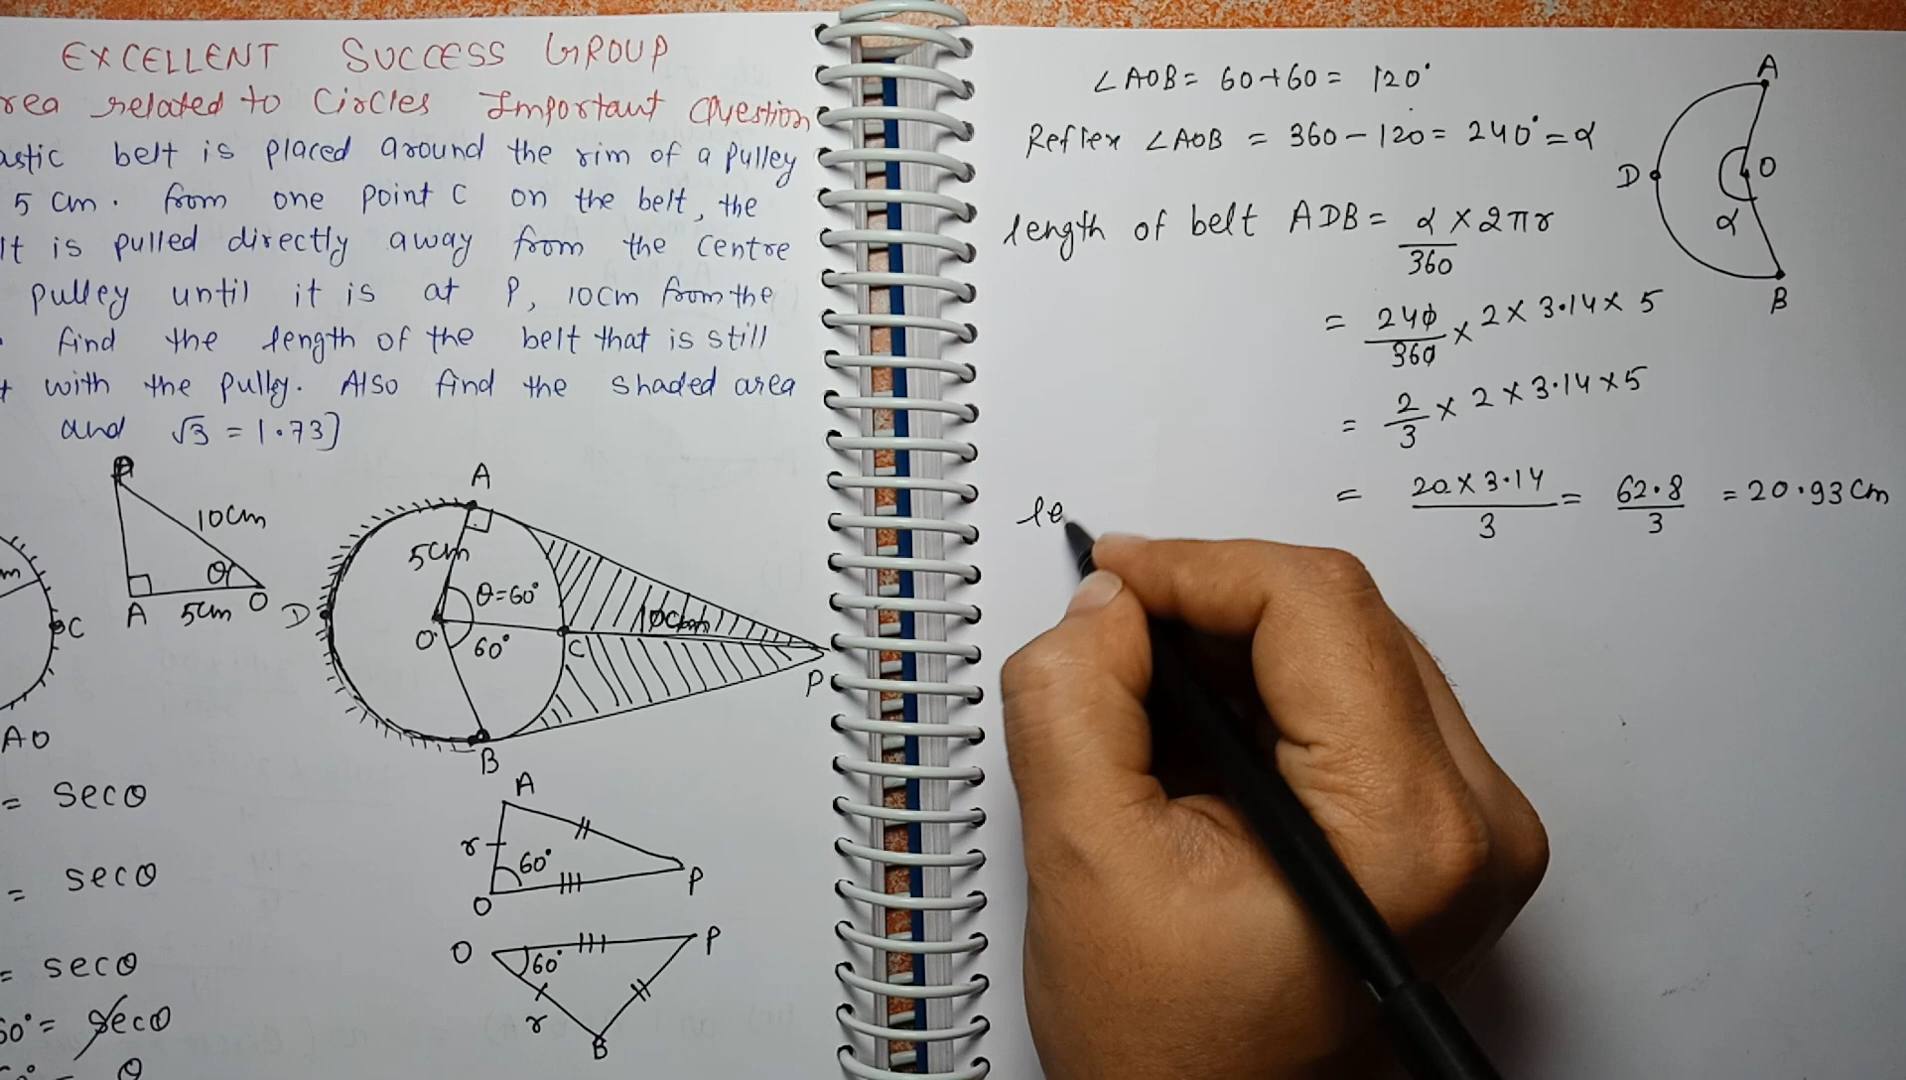 EXCELLENT SUCCESS GROUP
rea related to Circles Important Question
astic belt is placed around the rim of a pulley
5 cm. from one point C on the belt, the
lt is pulled directly away from the centre
pulley until it is at P, 10cm from the
find the length of the belt that is still
t with the pulley. Also find the shaded area
and √3 = 1.73]
10cm
θ
A 5cm O
m
C
A
5cm
θ=60°
D
O
60°
10cm
C
P
B
AO
= secθ
= secθ
= secθ
60° = secθ
θ
A
r
60°
O
P
O
P
60°
r
B
∠AOB = 60+60 = 120°
Reflex ∠AOB = 360 - 120 = 240° = α
length of belt ADB = α/360 × 2πr
= 240/360 × 2 × 3.14 × 5
= 2/3 × 2 × 3.14 × 5
= 20 × 3.14/3 = 62.8/3 = 20.93 cm
le
A
D
O
α
B